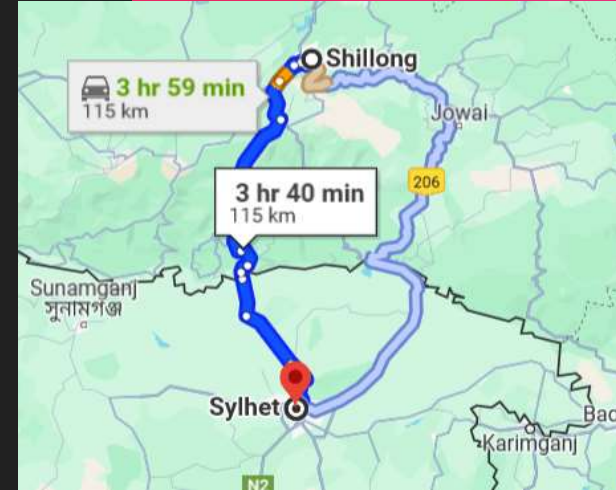 Shillong
3 hr 59 min
115 km
Jowai
3 hr 40 min
115 km
206
Sunamganj
সুনামগঞ্জ
Sylhet
Bad
Karimganj
N2